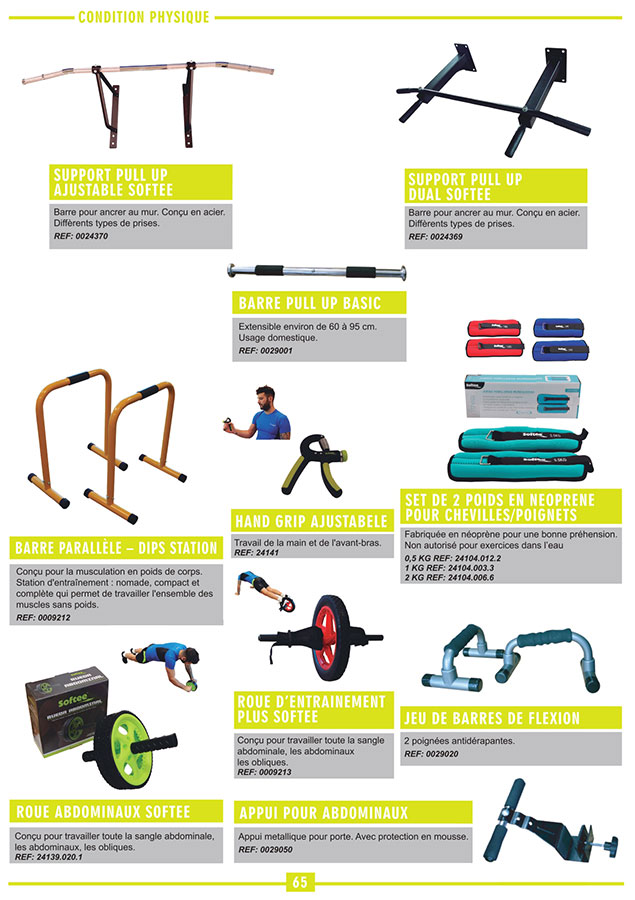 CONDITION PHYSIQUE
SUPPORT PULL UP
AJUSTABLE SOFTEE
Barre pour ancrer au mur. Conçu en acier.
Diffèrents types de prises.
REF: 0024370
SUPPORT PULL UP
DUAL SOFTEE
Barre pour ancrer au mur. Conçu en acier.
Diffèrents types de prises.
REF: 0024369
BARRE PULL UP BASIC
Extensible environ de 60 à 95 cm.
Usage domestique.
REF: 0029001
Softee
softee
BARRE PARALLÈLE – DIPS STATION
Conçu pour la musculation en poids de corps.
Station d'entraînement : nomade, compact et
complète qui permet de travailler l'ensemble des
muscles sans poids.
REF: 0009212
HAND GRIP AJUSTABELE
Travail de la main et de l'avant-bras.
REF: 24141
SET DE 2 POIDS EN NEOPRENE
POUR CHEVILLES/POIGNETS
Fabriquée en néoprène pour une bonne préhension.
Non autorisé pour exercices dans l'eau
0,5 KG REF: 24104.012.2
1 KG REF: 24104.003.3
2 KG REF: 24104.006.6
softee
RUEDA ABDOMINAL
ROUE D'ENTRAINEMENT
PLUS SOFTEE
Conçu pour travailler toute la sangle
abdominale, les abdominaux
les obliques.
REF: 0009213
JEU DE BARRES DE FLEXION
2 poignées antidérapantes.
REF: 0029020
ROUE ABDOMINAUX SOFTEE
Conçu pour travailler toute la sangle abdominale,
les abdominaux, les obliques.
REF: 24139.020.1
APPUI POUR ABDOMINAUX
Appui metallique pour porte. Avec protection en mousse.
REF: 0029050
65